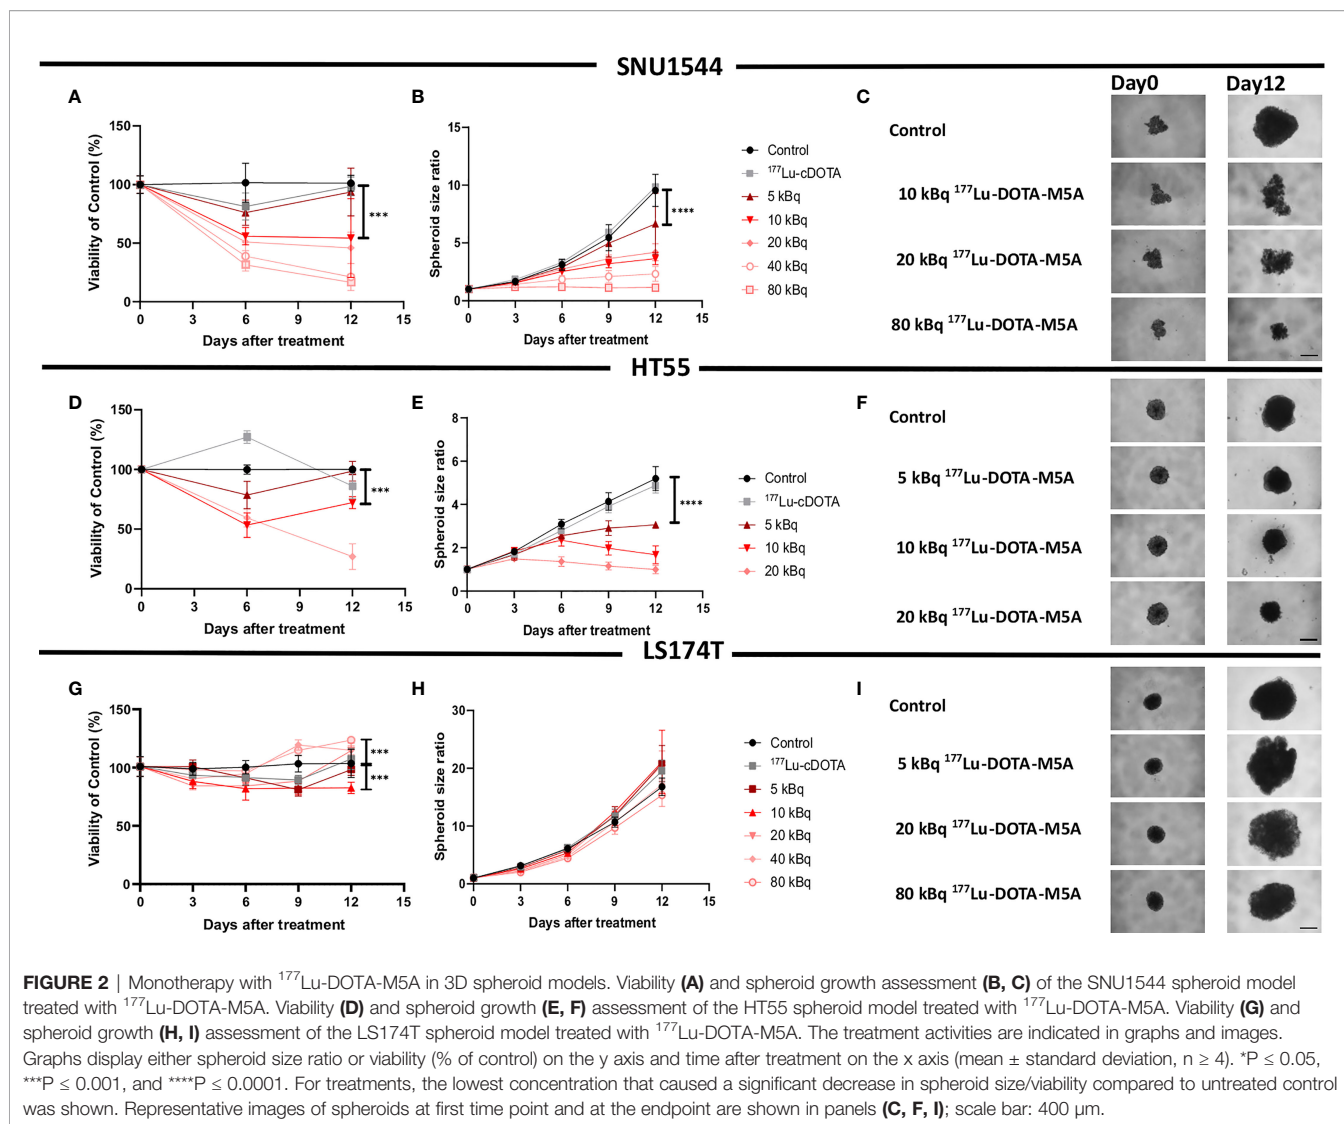 SNU1544
A
B
C
Day0
Day12
Viability of Control (%)
150
100
50
0
0
6
12
15
3
9
Days after treatment
***
Spheroid size ratio
15
10
5
0
0
3
6
9
12
15
Days after treatment
****
Control
¹⁷⁷Lu-cDOTA
5 kBq
10 kBq
20 kBq
40 kBq
80 kBq
Control
10 kBq ¹⁷⁷Lu-DOTA-M5A
20 kBq ¹⁷⁷Lu-DOTA-M5A
80 kBq ¹⁷⁷Lu-DOTA-M5A
HT55
D
E
F
Viability of Control (%)
150
100
50
0
0
3
6
9
12
15
Days after treatment
***
Spheroid size ratio
8
6
4
2
0
0
3
6
9
12
15
Days after treatment
****
Control
¹⁷⁷Lu-cDOTA
5 kBq
10 kBq
20 kBq
Control
5 kBq ¹⁷⁷Lu-DOTA-M5A
10 kBq ¹⁷⁷Lu-DOTA-M5A
20 kBq ¹⁷⁷Lu-DOTA-M5A
LS174T
G
H
I
Viability of Control (%)
150
100
50
0
0
3
6
9
12
15
Days after treatment
***
***
Spheroid size ratio
30
20
10
0
0
3
6
9
12
15
Days after treatment
Control
¹⁷⁷Lu-cDOTA
5 kBq
10 kBq
20 kBq
40 kBq
80 kBq
Control
5 kBq ¹⁷⁷Lu-DOTA-M5A
20 kBq ¹⁷⁷Lu-DOTA-M5A
80 kBq ¹⁷⁷Lu-DOTA-M5A
FIGURE 2 | Monotherapy with ¹⁷⁷Lu-DOTA-M5A in 3D spheroid models. Viability (A) and spheroid growth assessment (B, C) of the SNU1544 spheroid model
treated with ¹⁷⁷Lu-DOTA-M5A. Viability (D) and spheroid growth (E, F) assessment of the HT55 spheroid model treated with ¹⁷⁷Lu-DOTA-M5A. Viability (G) and
spheroid growth (H, I) assessment of the LS174T spheroid model treated with ¹⁷⁷Lu-DOTA-M5A. The treatment activities are indicated in graphs and images.
Graphs display either spheroid size ratio or viability (% of control) on the y axis and time after treatment on the x axis (mean ± standard deviation, n ≥ 4). *P ≤ 0.05,
***P ≤ 0.001, and ****P ≤ 0.0001. For treatments, the lowest concentration that caused a significant decrease in spheroid size/viability compared to untreated control
was shown. Representative images of spheroids at first time point and at the endpoint are shown in panels (C, F, I); scale bar: 400 µm.